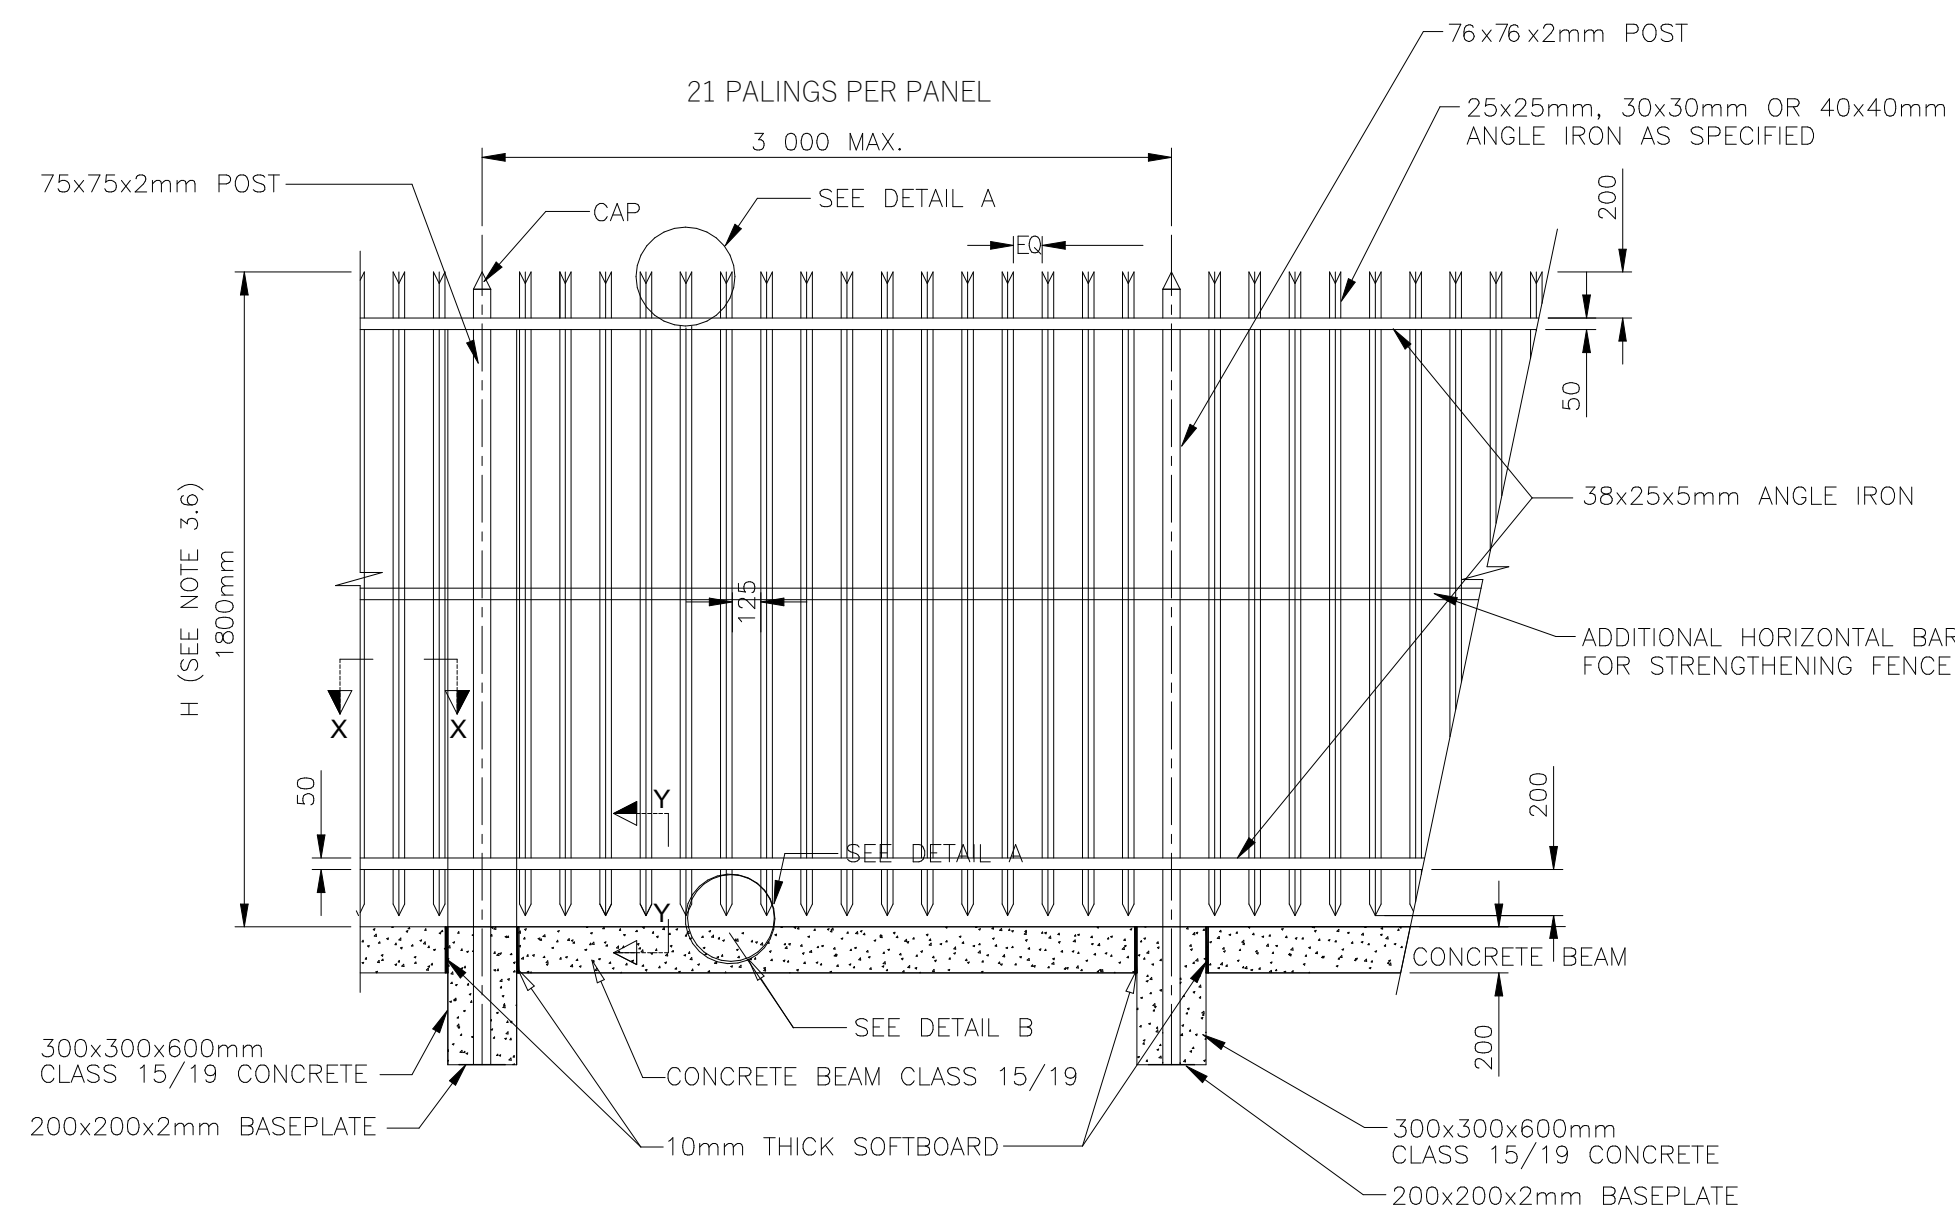 76x76x2mm POST
21 PALINGS PER PANEL
25x25mm, 30x30mm OR 40x40mm
ANGLE IRON AS SPECIFIED
3 000 MAX.
75x75x2mm POST
CAP
SEE DETAIL A
EQ
200
50
H (SEE NOTE 3.6)
1800mm
38x25x5mm ANGLE IRON
125
ADDITIONAL HORIZONTAL BAR
FOR STRENGTHENING FENCE
X
X
50
Y
200
SEE DETAIL A
Y
CONCRETE BEAM
SEE DETAIL B
200
300x300x600mm
CLASS 15/19 CONCRETE
CONCRETE BEAM CLASS 15/19
200x200x2mm BASEPLATE
10mm THICK SOFTBOARD
300x300x600mm
CLASS 15/19 CONCRETE
200x200x2mm BASEPLATE